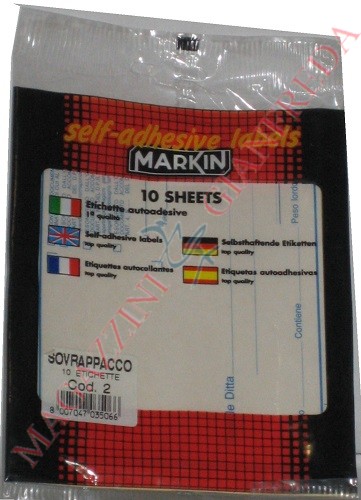 self-adhesive labels
MARKIN
10 SHEETS
Etichette autoadesive
1ª qualità
Self-adhesive labels
top quality
Selbsthaftende Etiketten
top quality
Etiquettes autocollantes
top quality
Etiquetas autoadhesivas
top quality
Peso lordo
Contiene
Ditta
SOVRAPPACCO
10 ETICHETTE
Cod. 2
8 007047 035066
MAGAZZINI GIANFRIDA